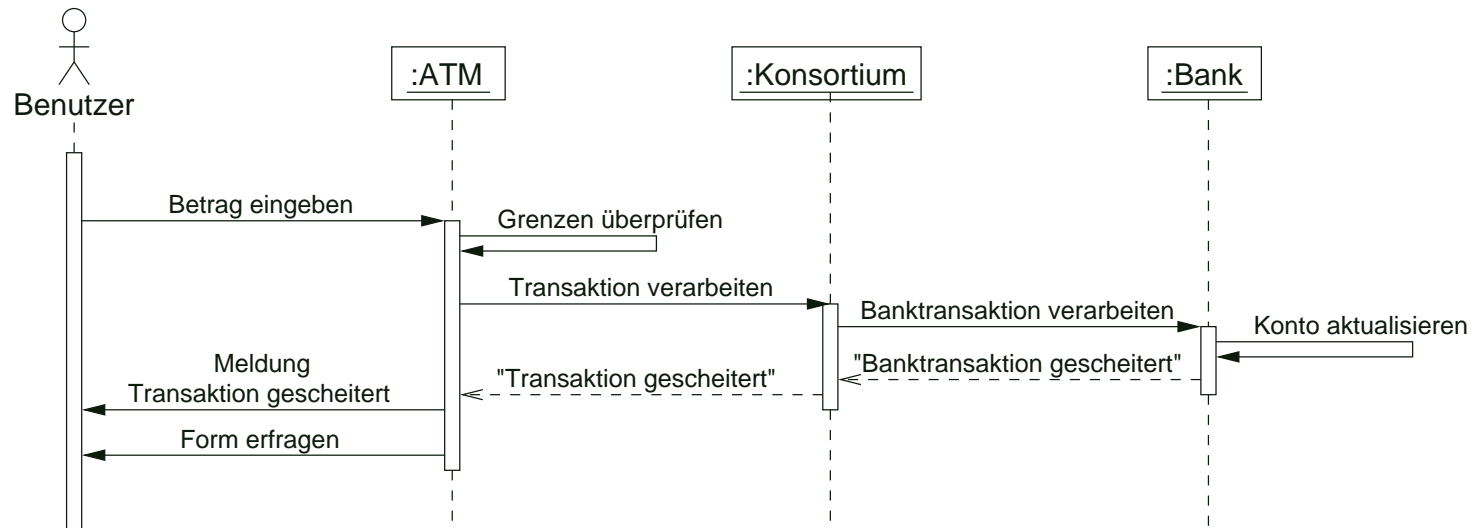 Benutzer
:ATM
:Konsortium
:Bank
Betrag eingeben
Grenzen überprüfen
Transaktion verarbeiten
Banktransaktion verarbeiten
Konto aktualisieren
"Banktransaktion gescheitert"
"Transaktion gescheitert"
Meldung
Transaktion gescheitert
Form erfragen